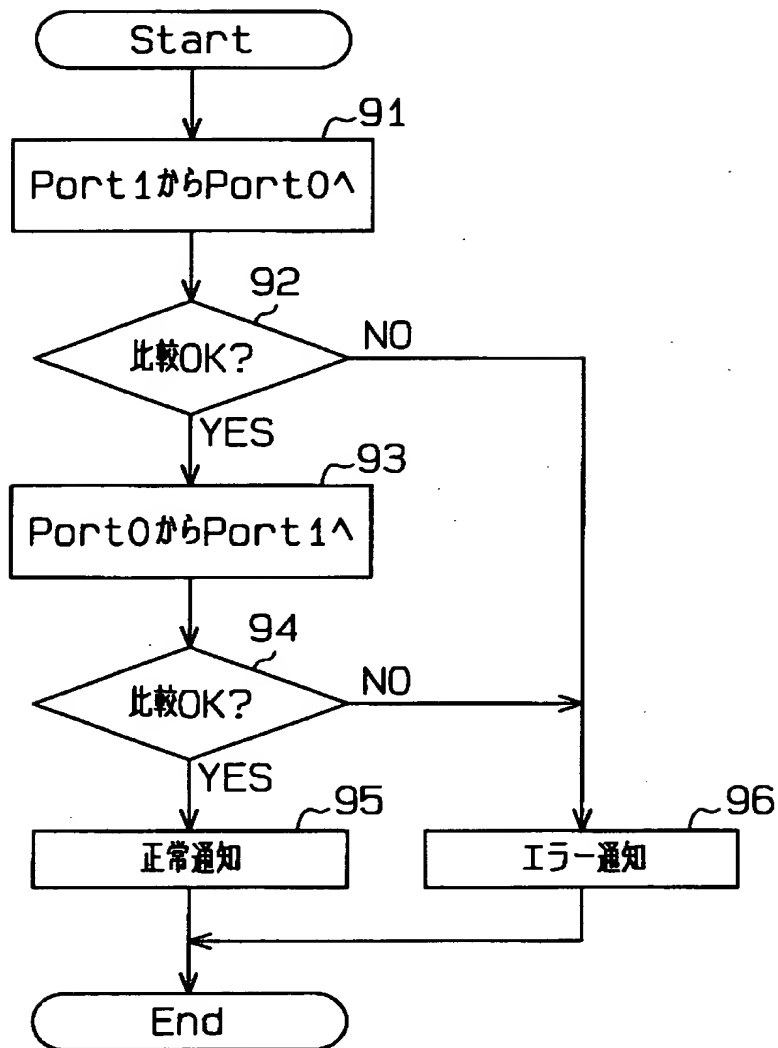 Start
91
Port1からPort0へ
92
比較OK?
NO
YES
93
Port0からPort1へ
94
比較OK?
NO
YES
95
正常通知
96
エラー通知
End